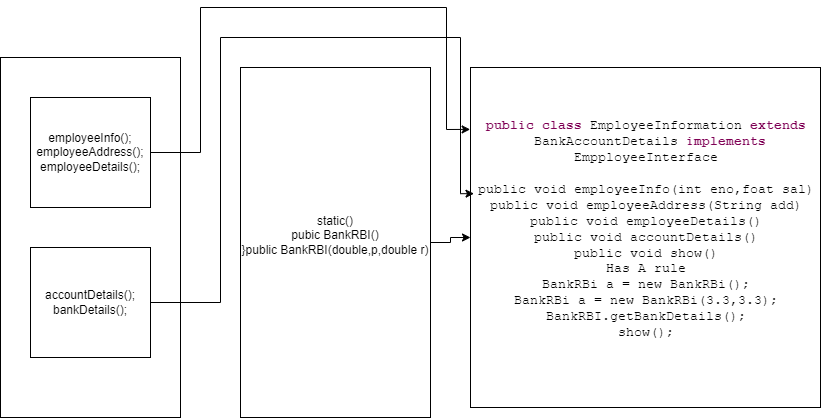 employeeInfo();
employeeAddress();
employeeDetails();
accountDetails();
bankDetails();
static()
pubic BankRBI()
}public BankRBI(double,p,double r)
public class EmployeeInformation extends
BankAccountDetails implements
EmpployeeInterface
public void employeeInfo(int eno,foat sal)
public void employeeAddress(String add)
public void employeeDetails()
public void accountDetails()
public void show()
Has A rule
BankRBi a = new BankRBi();
BankRBi a = new BankRBi(3.3,3.3);
BankRBI.getBankDetails();
show();